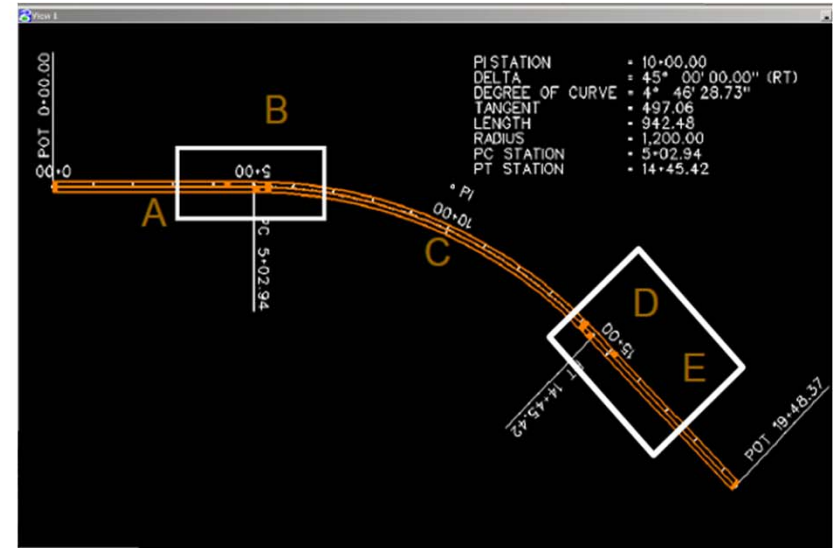 View 1
PI STATION = 10+00.00
DELTA = 45° 00' 00.00" (RT)
DEGREE OF CURVE = 4° 46' 28.73"
TANGENT = 497.06
LENGTH = 942.48
RADIUS = 1,200.00
PC STATION = 5+02.94
PT STATION = 14+45.42
POT 0+00.00
0+00
B
5+00
A
PC 5+02.94
PI
10+00
C
D
15+00
E
PT 14+45.42
POT 19+48.37